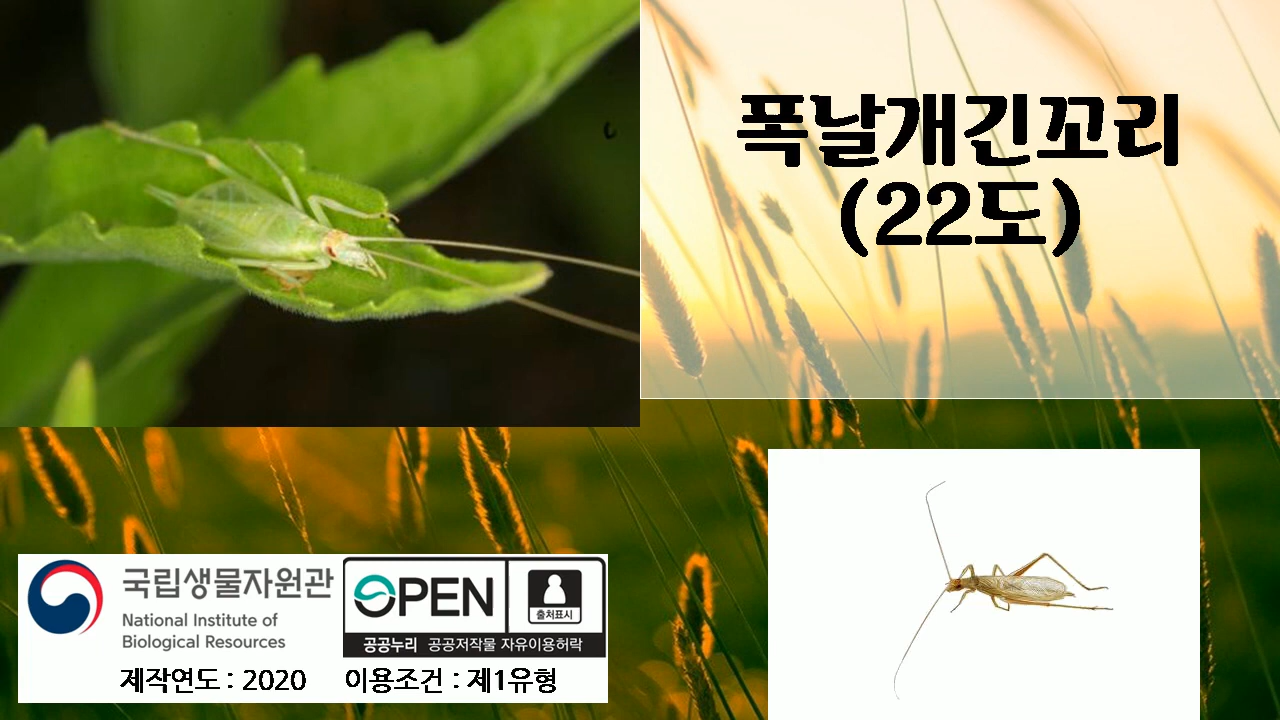 폭날개긴꼬리
(22도)
국립생물자원관
National Institute of
Biological Resources
OPEN
출처표시
공공누리 공공저작물 자유이용허락
제작연도 : 2020 이용조건 : 제1유형